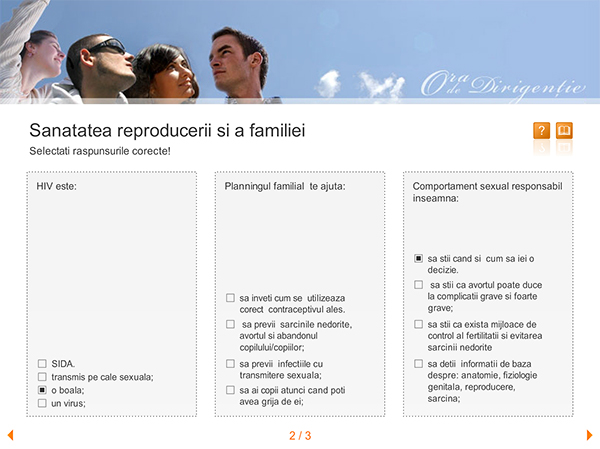 Ora
de Dirigenție
Sanatatea reproducerii si a familiei
Selectati raspunsurile corecte!
?
HIV este:
SIDA.
transmis pe cale sexuala;
o boala;
un virus;
Planningul familial te ajuta:
sa inveti cum se utilizeaza
corect contraceptivul ales.
sa previi sarcinile nedorite,
avortul si abandonul
copilului/copiilor;
sa previi infectiile cu
transmitere sexuala;
sa ai copii atunci cand poti
avea grija de ei;
Comportament sexual responsabil
inseamna:
sa stii cand si cum sa iei o
decizie.
sa stii ca avortul poate duce
la complicatii grave si foarte
grave;
sa stii ca exista mijloace de
control al fertilitatii si evitarea
sarcinii nedorite
sa detii informatii de baza
despre: anatomie, fiziologie
genitala, reproducere,
sarcina;
2 / 3